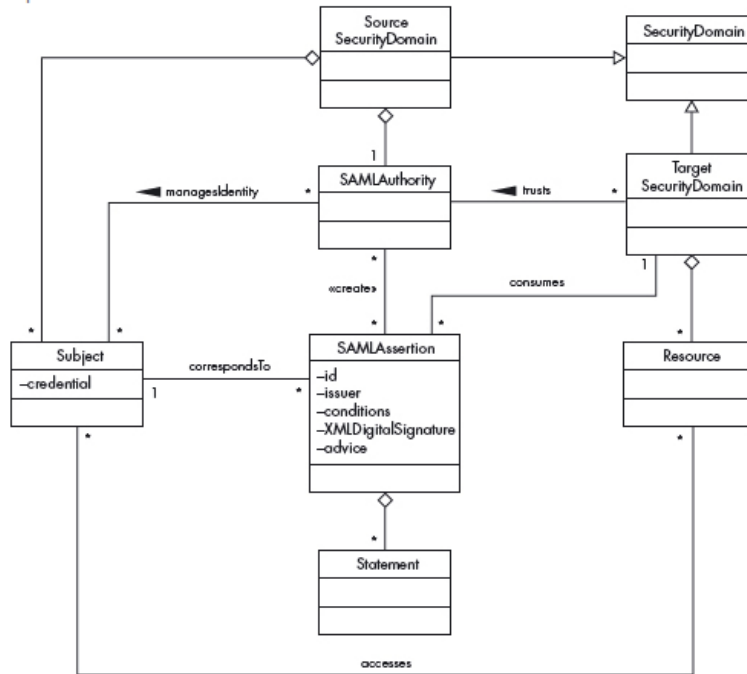 Source
SecurityDomain
SecurityDomain
1
SAMLAuthority
Target
SecurityDomain
managesIdentity
*
trusts
*
*
«create»
consumes
1
*
*
*
*
*
Subject
SAMLAssertion
Resource
–credential
correspondsTo
1
*
–id
–issuer
–conditions
–XMLDigitalSignature
–advice
*
*
*
Statement
accesses